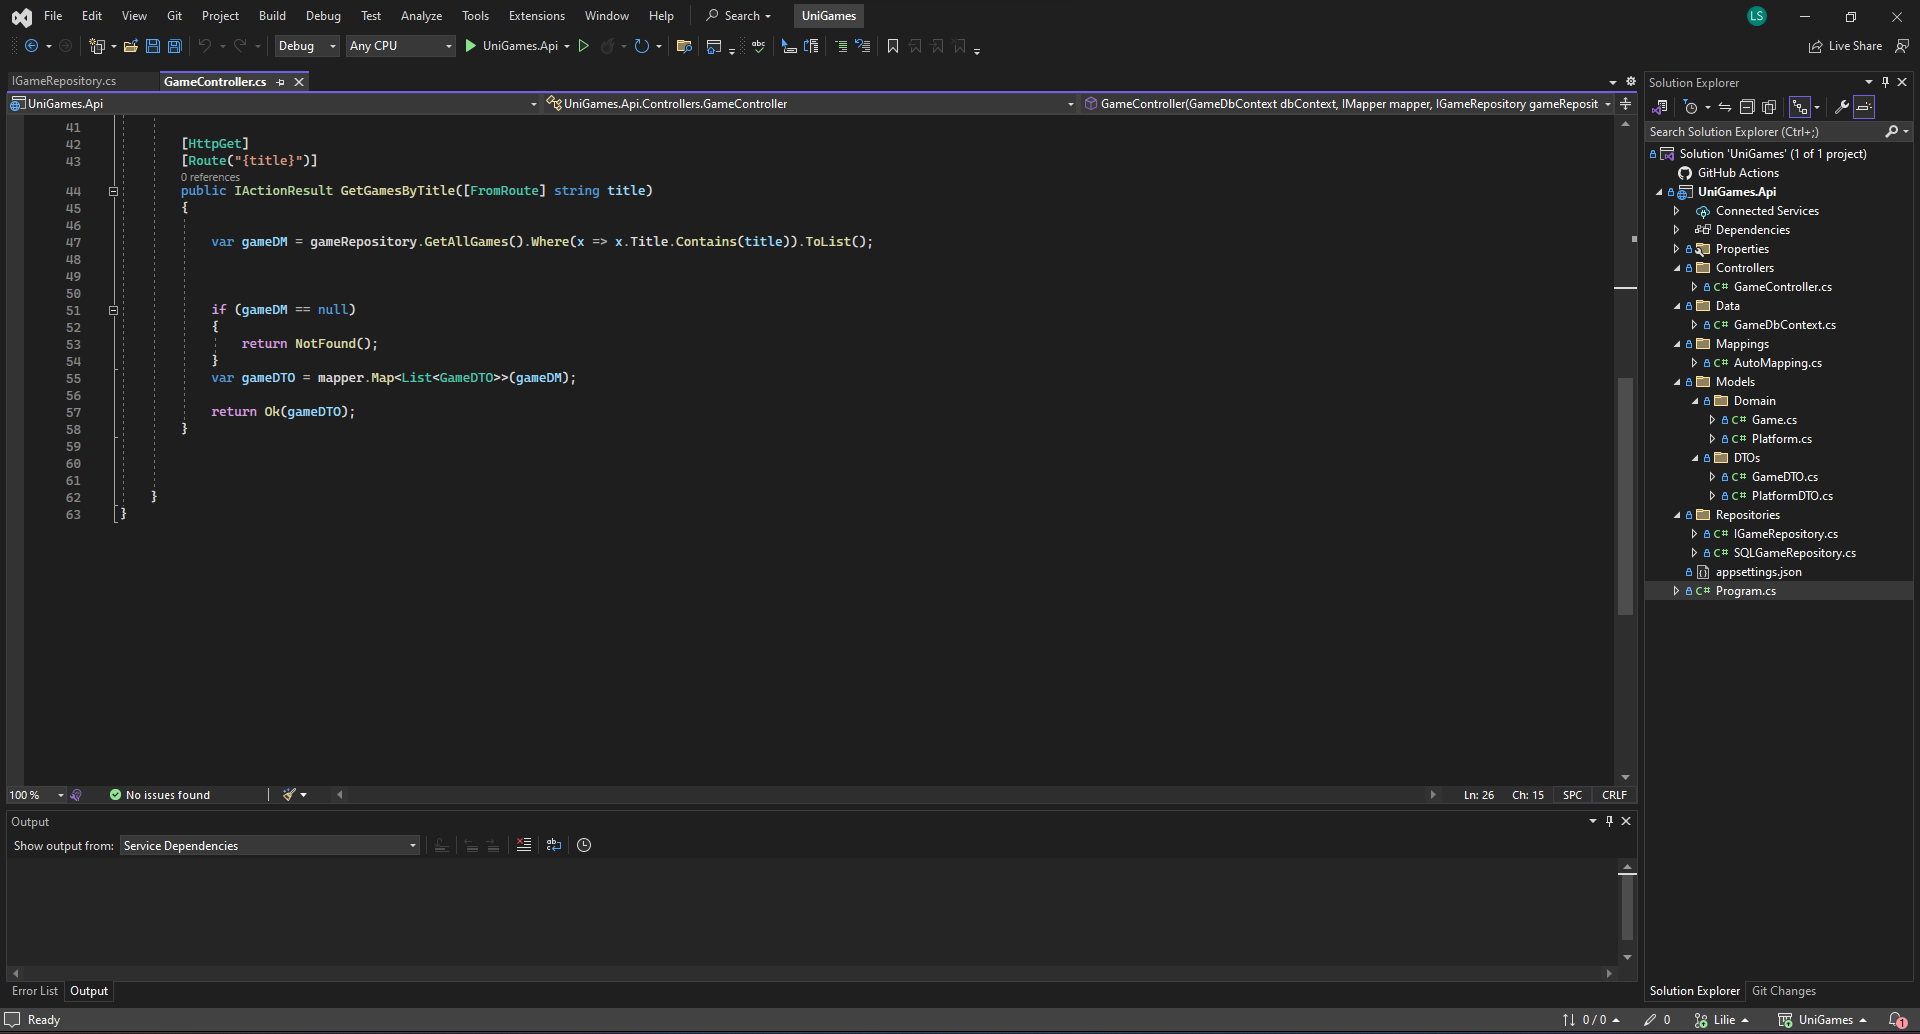 File Edit View Git Project Build Debug Test Analyze Tools Extensions Window Help Search UniGames LS
Debug Any CPU UniGames.Api Live Share
IGameRepository.cs GameController.cs
UniGames.Api UniGames.Api.Controllers.GameController GameController(GameDbContext dbContext, IMapper mapper, IGameRepository gameReposit
41
42 [HttpGet]
43 [Route("{title}")]
0 references
44 public IActionResult GetGamesByTitle([FromRoute] string title)
45 {
46
47 var gameDM = gameRepository.GetAllGames().Where(x => x.Title.Contains(title)).ToList();
48
49
50
51 if (gameDM == null)
52 {
53 return NotFound();
54 }
55 var gameDTO = mapper.Map<List<GameDTO>>(gameDM);
56
57 return Ok(gameDTO);
58 }
59
60
61
62 }
63 }
100 % No issues found Ln: 26 Ch: 15 SPC CRLF
Output
Show output from: Service Dependencies
Error List Output
Solution Explorer
Search Solution Explorer (Ctrl+;)
Solution 'UniGames' (1 of 1 project)
GitHub Actions
UniGames.Api
Connected Services
Dependencies
Properties
Controllers
C# GameController.cs
Data
C# GameDbContext.cs
Mappings
C# AutoMapping.cs
Models
Domain
C# Game.cs
C# Platform.cs
DTOs
C# GameDTO.cs
C# PlatformDTO.cs
Repositories
C# IGameRepository.cs
C# SQLGameRepository.cs
appsettings.json
C# Program.cs
Solution Explorer Git Changes
Ready 0 / 0 0 Lilie UniGames 1